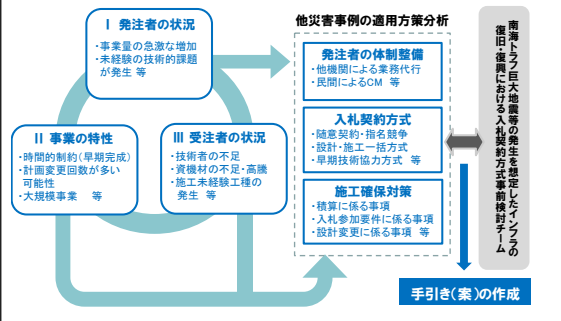 Ⅰ 発注者の状況
・事業量の急激な増加
・未経験の技術的課題
が発生 等
Ⅱ 事業の特性
・時間的制約(早期完成)
・計画変更回数が多い
可能性
・大規模事業 等
Ⅲ 受注者の状況
・技術者の不足
・資機材の不足・高騰
・施工未経験工種の
発生 等
他災害事例の適用方策分析
発注者の体制整備
・他機関による業務代行
・民間によるCM 等
入札契約方式
・随意契約・指名競争
・設計・施工一括方式
・早期技術協力方式 等
施工確保対策
・積算に係る事項
・入札参加要件に係る事項
・設計変更に係る事項 等
南海トラフ巨大地震等の発生を想定したインフラの
復旧・復興における入札契約方式事前検討チーム
手引き(案)の作成